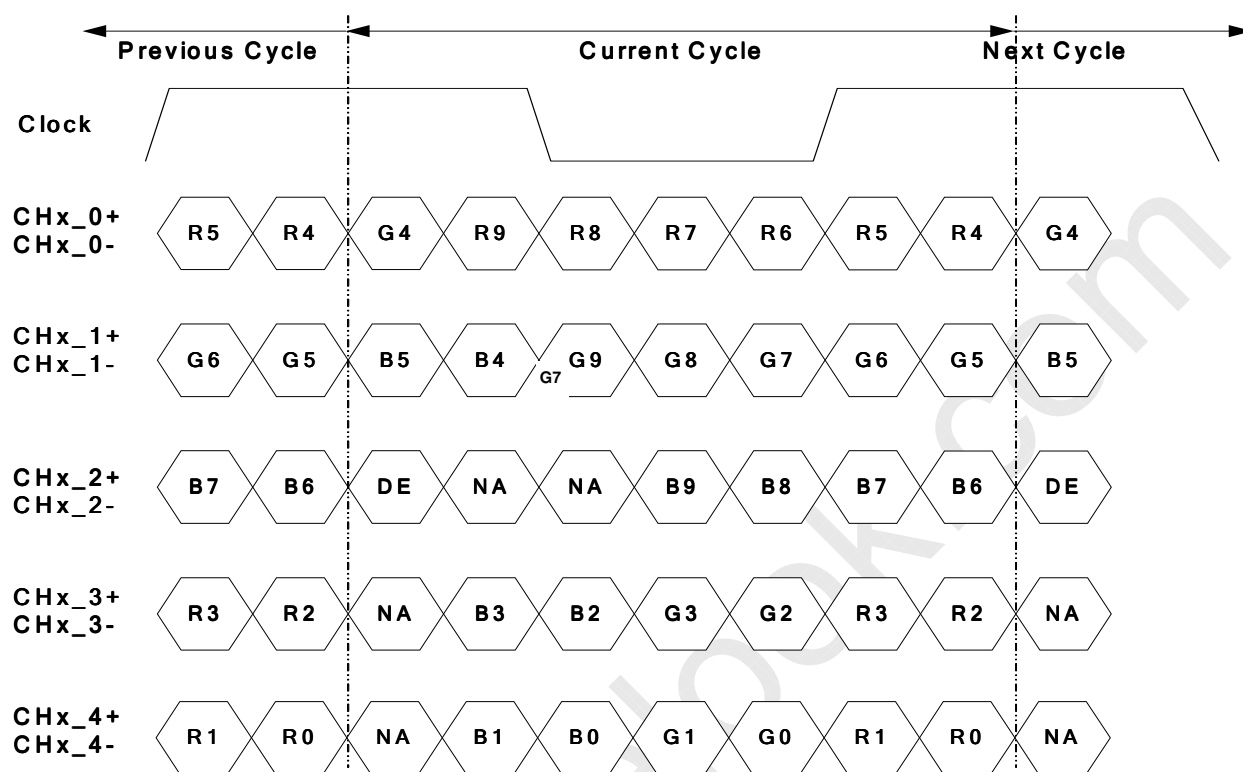 Previous Cycle Current Cycle Next Cycle
Clock
CHx_0+
CHx_0-
R5 R4 G4 R9 R8 R7 R6 R5 R4 G4
CHx_1+
CHx_1-
G6 G5 B5 B4 G9 G8 G7 G6 G5 B5
G7
CHx_2+
CHx_2-
B7 B6 DE NA NA B9 B8 B7 B6 DE
CHx_3+
CHx_3-
R3 R2 NA B3 B2 G3 G2 R3 R2 NA
CHx_4+
CHx_4-
R1 R0 NA B1 B0 G1 G0 R1 R0 NA
look.com